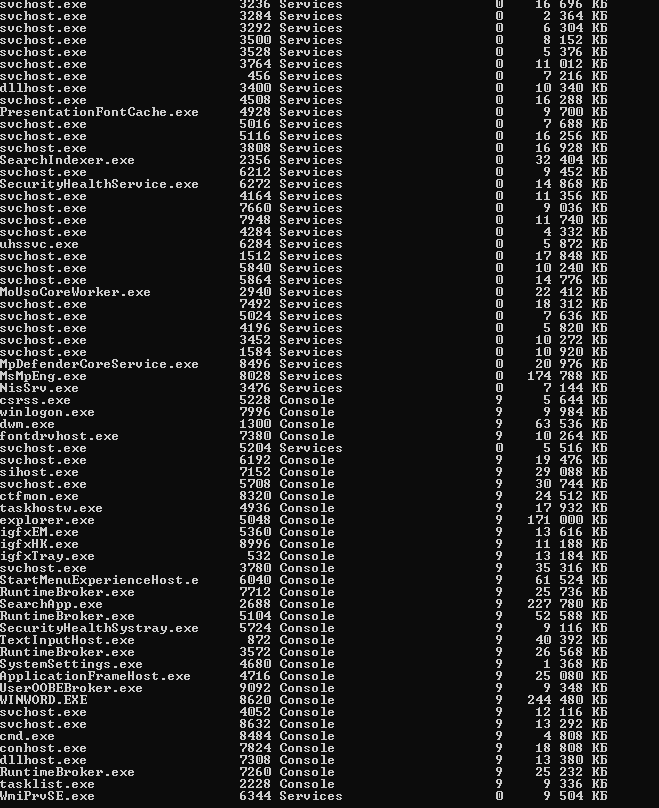 svchost.exe 3236 Services 0 16 696 КБ
svchost.exe 3284 Services 0 2 364 КБ
svchost.exe 3292 Services 0 6 304 КБ
svchost.exe 3500 Services 0 8 152 КБ
svchost.exe 3528 Services 0 5 376 КБ
svchost.exe 3764 Services 0 11 012 КБ
svchost.exe 456 Services 0 7 216 КБ
dllhost.exe 3400 Services 0 10 340 КБ
svchost.exe 4508 Services 0 16 288 КБ
PresentationFontCache.exe 4928 Services 0 9 700 КБ
svchost.exe 5016 Services 0 7 688 КБ
svchost.exe 5116 Services 0 16 256 КБ
svchost.exe 3808 Services 0 16 928 КБ
SearchIndexer.exe 2356 Services 0 32 404 КБ
svchost.exe 6212 Services 0 9 452 КБ
SecurityHealthService.exe 6272 Services 0 14 868 КБ
svchost.exe 4164 Services 0 11 356 КБ
svchost.exe 7660 Services 0 9 036 КБ
svchost.exe 7948 Services 0 11 740 КБ
svchost.exe 4284 Services 0 4 332 КБ
uhssvc.exe 6284 Services 0 5 872 КБ
svchost.exe 1512 Services 0 17 848 КБ
svchost.exe 5840 Services 0 10 240 КБ
svchost.exe 5864 Services 0 14 776 КБ
MoUsoCoreWorker.exe 2940 Services 0 22 412 КБ
svchost.exe 7492 Services 0 18 312 КБ
svchost.exe 5024 Services 0 7 636 КБ
svchost.exe 4196 Services 0 5 820 КБ
svchost.exe 3452 Services 0 10 272 КБ
svchost.exe 1584 Services 0 10 920 КБ
MpDefenderCoreService.exe 8496 Services 0 20 976 КБ
MsMpEng.exe 8028 Services 0 174 788 КБ
NisSrv.exe 3476 Services 0 7 144 КБ
csrss.exe 5228 Console 9 5 644 КБ
winlogon.exe 7996 Console 9 9 984 КБ
dwm.exe 1300 Console 9 63 536 КБ
fontdrvhost.exe 7380 Console 9 10 264 КБ
svchost.exe 5204 Services 0 5 516 КБ
svchost.exe 6192 Console 9 19 476 КБ
sihost.exe 7152 Console 9 29 088 КБ
svchost.exe 5708 Console 9 30 744 КБ
ctfmon.exe 8320 Console 9 24 512 КБ
taskhostw.exe 4936 Console 9 17 932 КБ
explorer.exe 5048 Console 9 171 000 КБ
igfxEM.exe 5360 Console 9 13 616 КБ
igfxHK.exe 8996 Console 9 11 188 КБ
igfxTray.exe 532 Console 9 13 184 КБ
svchost.exe 3780 Console 9 35 316 КБ
StartMenuExperienceHost.e 6040 Console 9 61 524 КБ
RuntimeBroker.exe 7712 Console 9 25 736 КБ
SearchApp.exe 2688 Console 9 227 780 КБ
RuntimeBroker.exe 5104 Console 9 52 588 КБ
SecurityHealthSystray.exe 5724 Console 9 9 116 КБ
TextInputHost.exe 872 Console 9 40 392 КБ
RuntimeBroker.exe 3572 Console 9 26 568 КБ
SystemSettings.exe 4680 Console 9 1 368 КБ
ApplicationFrameHost.exe 4716 Console 9 25 080 КБ
UserOOBEBroker.exe 9092 Console 9 9 348 КБ
WINWORD.EXE 8620 Console 9 244 480 КБ
svchost.exe 4052 Console 9 12 116 КБ
svchost.exe 8632 Console 9 13 292 КБ
cmd.exe 8484 Console 9 4 808 КБ
conhost.exe 7824 Console 9 18 808 КБ
dllhost.exe 7308 Console 9 13 380 КБ
RuntimeBroker.exe 7260 Console 9 25 232 КБ
tasklist.exe 2228 Console 9 9 336 КБ
WmiPrvSE.exe 6344 Services 0 9 504 КБ